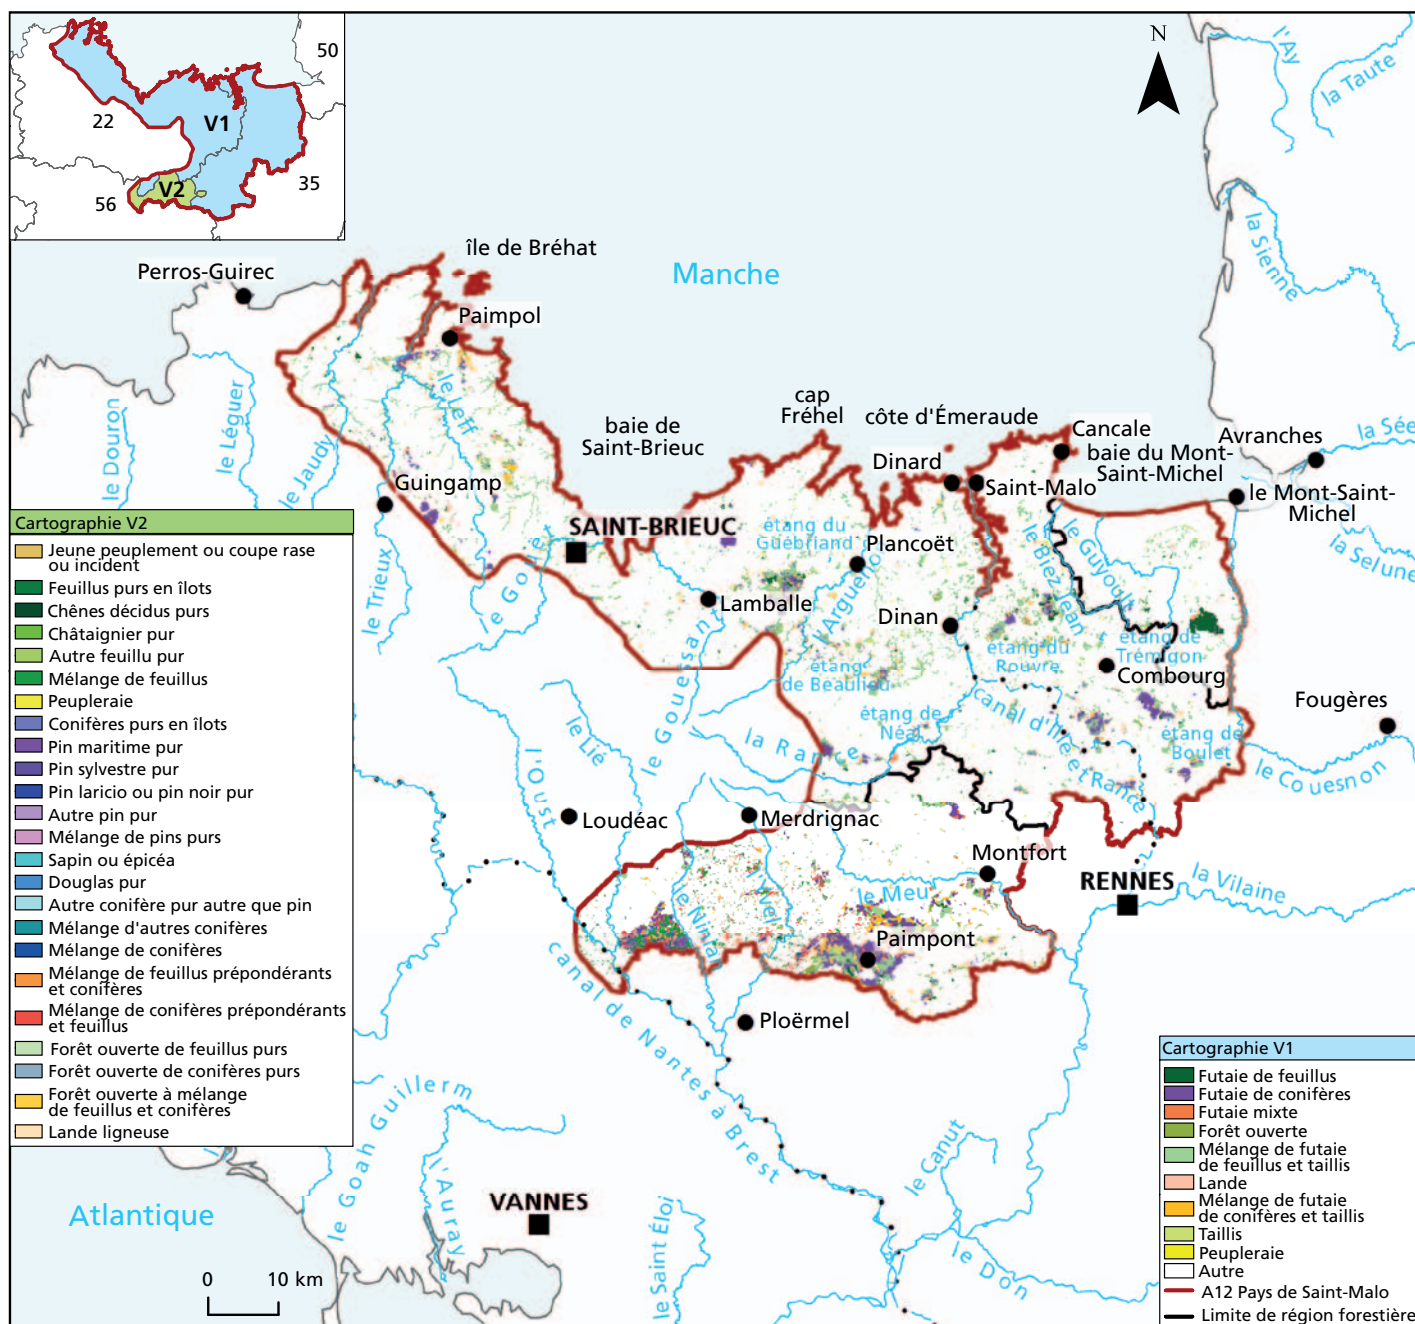 50
22
V1
35
V2
56
N
l'Ay
la Taute
la Sienne
île de Bréhat
Perros-Guirec
Manche
Paimpol
le Douron
le Léguer
le Jaudy
le Leff
cap
Fréhel
côte d'Émeraude
baie de
Saint-Brieuc
Cancale
baie du Mont-
Saint-Michel
Avranches
la Sée
Dinard
Saint-Malo
le Mont-Saint-
Michel
la Selune
Guingamp
SAINT-BRIEUC
étang du
Guébriand
Plancoët
le Biez Jean
le Guyoult
le Trieux
le Gouët
Lamballe
l'Arguenon
Dinan
étang du
Rouvre
étang de
Trémigon
Combourg
étang
de Beaulieu
Fougères
le Gouessan
étang de
Néal
canal d'Ille et Rance
étang de
Boulet
le Couesnon
la Rance
le Lié
l'Oust
Loudéac
Merdrignac
Montfort
RENNES
la Vilaine
le Meu
le Ninian
l'Yvel
Paimpont
Ploërmel
canal de Nantes à Brest
le Goah Guillerm
l'Auray
VANNES
le Saint Éloi
le Canut
le Don
Atlantique
0 10 km
Cartographie V2
Jeune peuplement ou coupe rase
ou incident
Feuillus purs en îlots
Chênes décidus purs
Châtaignier pur
Autre feuillu pur
Mélange de feuillus
Peupleraie
Conifères purs en îlots
Pin maritime pur
Pin sylvestre pur
Pin laricio ou pin noir pur
Autre pin pur
Mélange de pins purs
Sapin ou épicéa
Douglas pur
Autre conifère pur autre que pin
Mélange d'autres conifères
Mélange de conifères
Mélange de feuillus prépondérants
et conifères
Mélange de conifères prépondérants
et feuillus
Forêt ouverte de feuillus purs
Forêt ouverte de conifères purs
Forêt ouverte à mélange
de feuillus et conifères
Lande ligneuse
Cartographie V1
Futaie de feuillus
Futaie de conifères
Futaie mixte
Forêt ouverte
Mélange de futaie
de feuillus et taillis
Lande
Mélange de futaie
de conifères et taillis
Taillis
Peupleraie
Autre
A12 Pays de Saint-Malo
Limite de région forestière